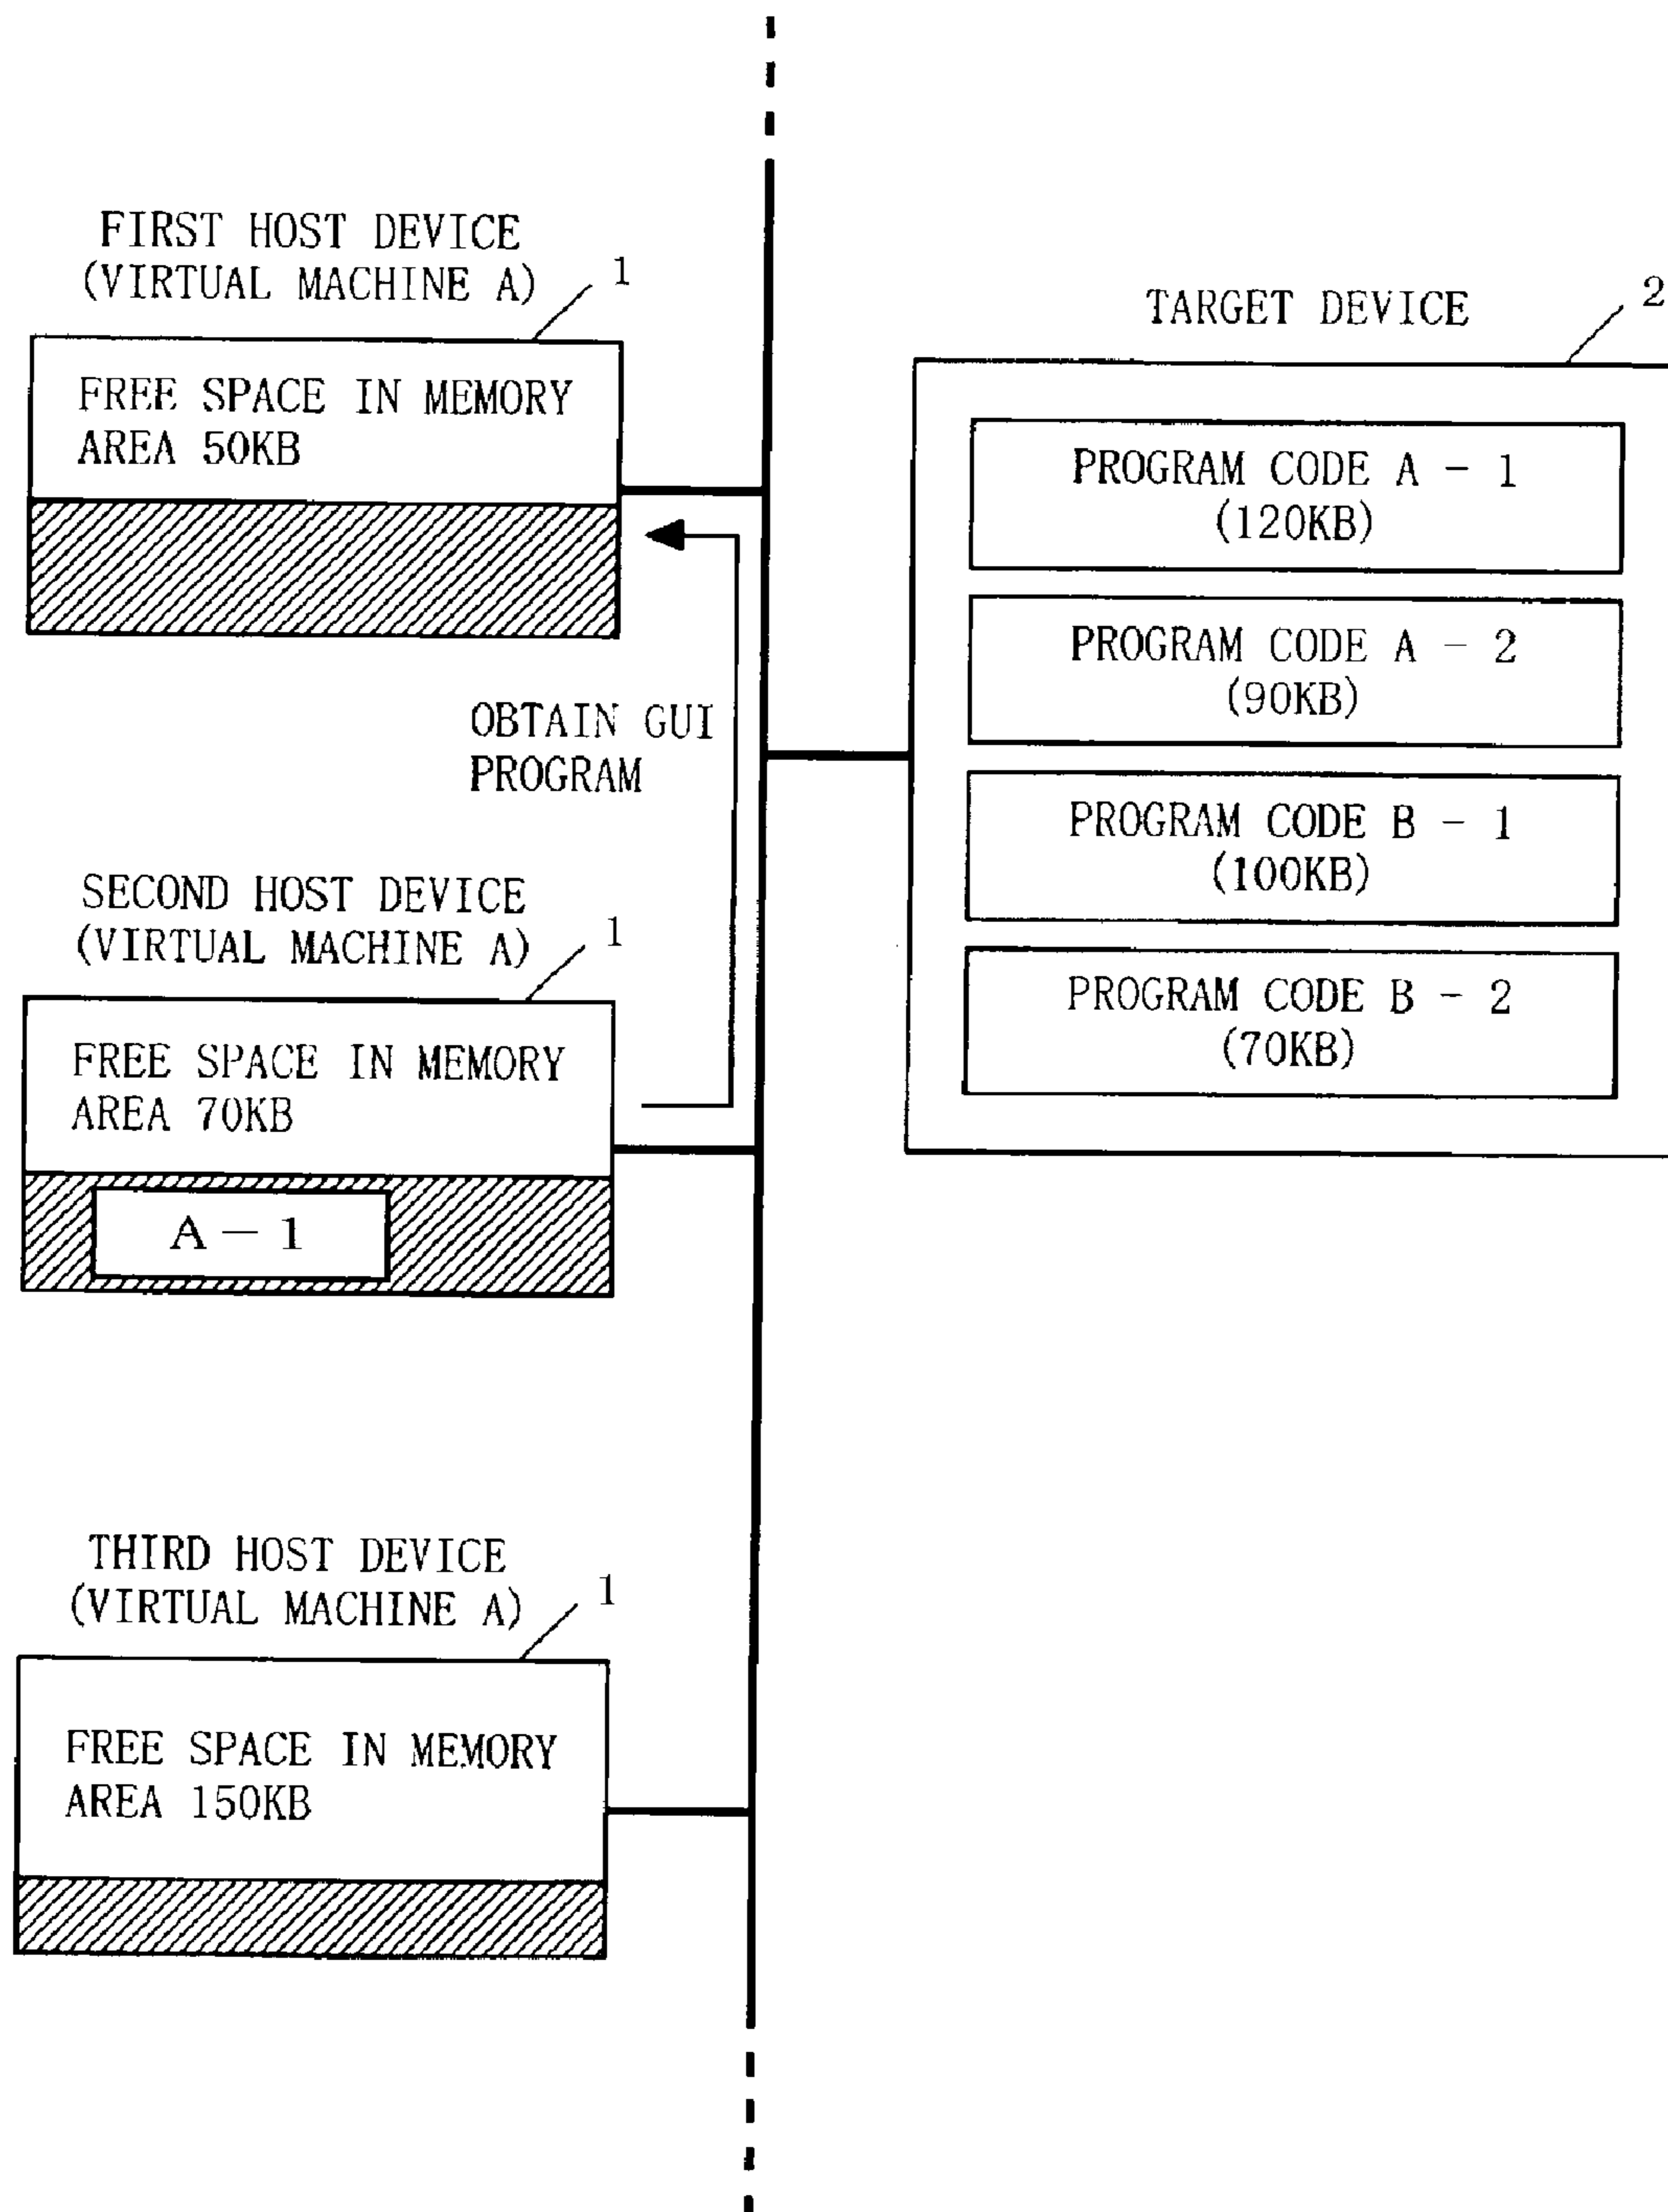 FIRST HOST DEVICE
(VIRTUAL MACHINE A)
1
FREE SPACE IN MEMORY
AREA 50KB
OBTAIN GUI
PROGRAM
SECOND HOST DEVICE
(VIRTUAL MACHINE A)
1
FREE SPACE IN MEMORY
AREA 70KB
A - 1
THIRD HOST DEVICE
(VIRTUAL MACHINE A)
1
FREE SPACE IN MEMORY
AREA 150KB
TARGET DEVICE
2
PROGRAM CODE A - 1
(120KB)
PROGRAM CODE A - 2
(90KB)
PROGRAM CODE B - 1
(100KB)
PROGRAM CODE B - 2
(70KB)